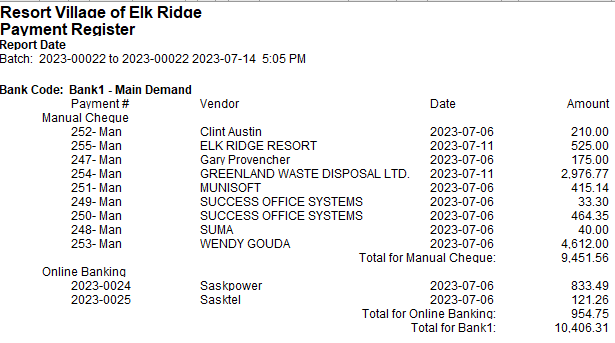 Resort Village of Elk Ridge
Payment Register
Report Date
Batch: 2023-00022 to 2023-00022 2023-07-14 5:05 PM
Bank Code: Bank1 - Main Demand
Payment # Vendor Date Amount
Manual Cheque
252- Man Clint Austin 2023-07-06 210.00
255- Man ELK RIDGE RESORT 2023-07-11 525.00
247- Man Gary Provencher 2023-07-06 175.00
254- Man GREENLAND WASTE DISPOSAL LTD. 2023-07-11 2,976.77
251- Man MUNISOFT 2023-07-06 415.14
249- Man SUCCESS OFFICE SYSTEMS 2023-07-06 33.30
250- Man SUCCESS OFFICE SYSTEMS 2023-07-06 464.35
248- Man SUMA 2023-07-06 40.00
253- Man WENDY GOUDA 2023-07-06 4,612.00
Total for Manual Cheque: 9,451.56
Online Banking
2023-0024 Saskpower 2023-07-06 833.49
2023-0025 Sasktel 2023-07-06 121.26
Total for Online Banking: 954.75
Total for Bank1: 10,406.31